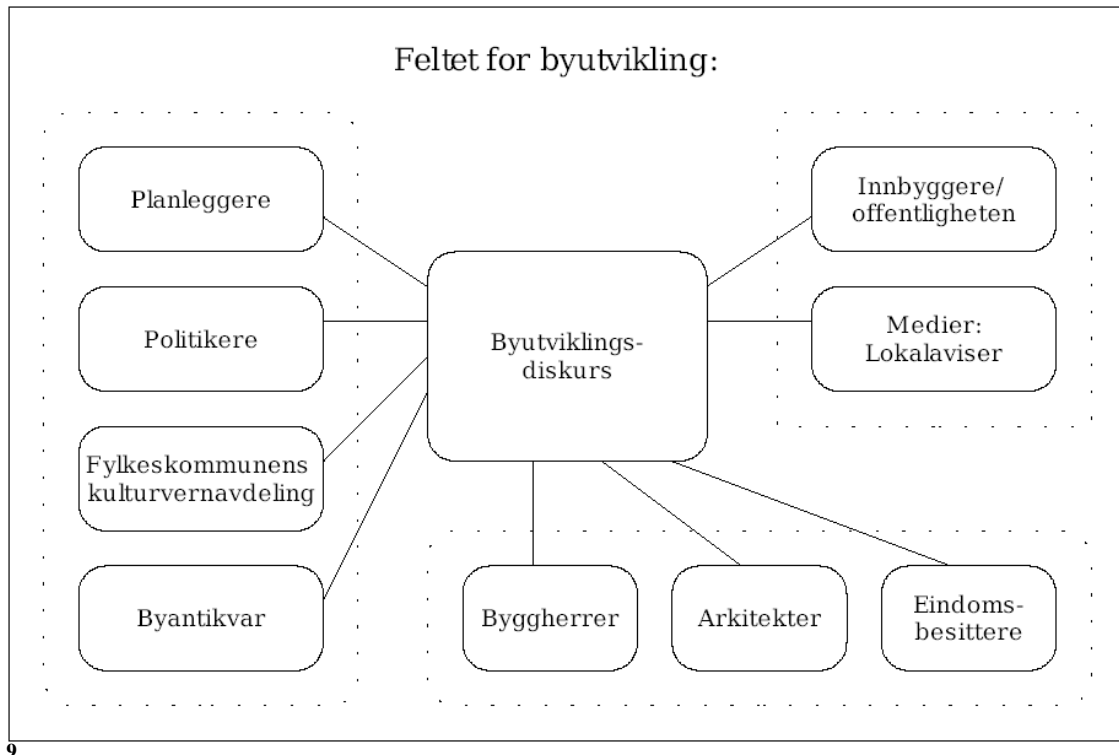 Feltet for byutvikling:
Planleggere
Politikere
Fylkeskommunens
kulturvernavdeling
Byantikvar
Byutviklings-
diskurs
Innbyggere/
offentligheten
Medier:
Lokalaviser
Byggherrer
Arkitekter
Eindoms-
besittere
9